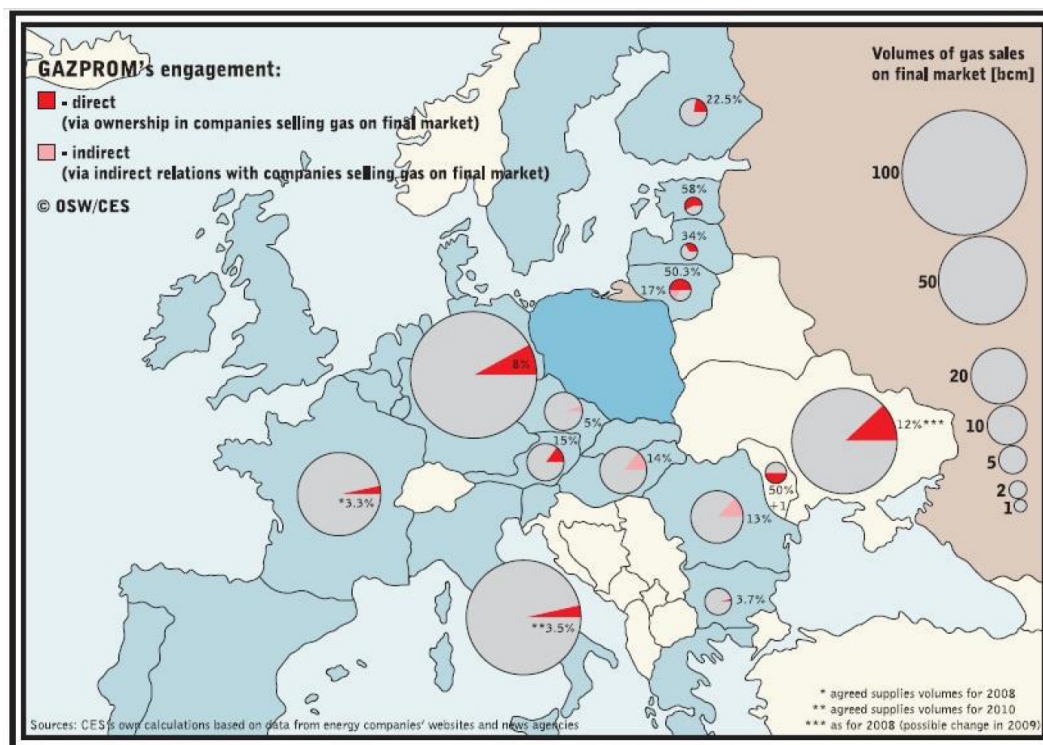 GAZPROM's engagement:
- direct
(via ownership in companies selling gas on final market)
- indirect
(via indirect relations with companies selling gas on final market)
© OSW/CES
Volumes of gas sales
on final market [bcm]
100
50
20
10
5
2
1
22.5%
58%
34%
50.3%
17%
8%
5%
15%
14%
12%***
50%
+1
*3.3%
13%
3.7%
**3.5%
* agreed supplies volumes for 2008
** agreed supplies volumes for 2010
*** as for 2008 (possible change in 2009)
Sources: CES's own calculations based on data from energy companies' websites and news agencies